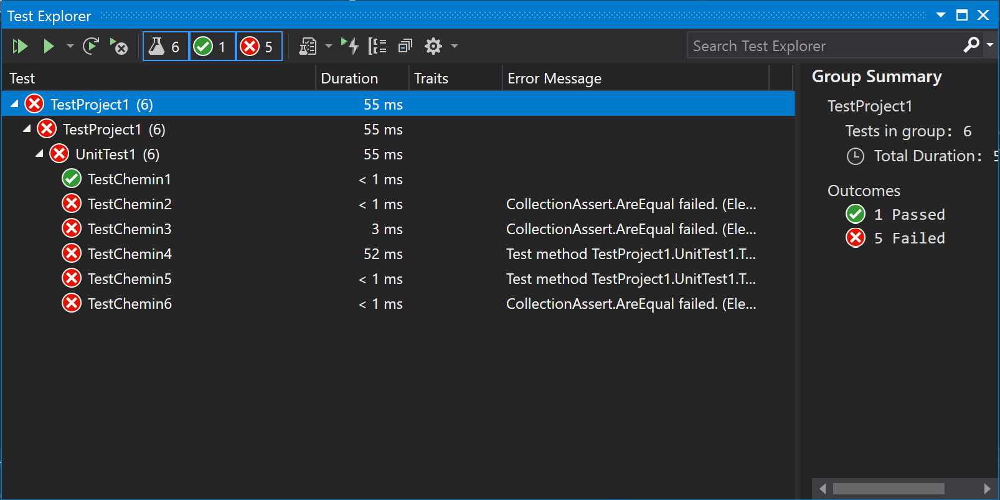 Test Explorer
6 1 5 Search Test Explorer
Test Duration Traits Error Message
TestProject1 (6) 55 ms
TestProject1 (6) 55 ms
UnitTest1 (6) 55 ms
TestChemin1 < 1 ms
TestChemin2 < 1 ms CollectionAssert.AreEqual failed. (Ele...
TestChemin3 3 ms CollectionAssert.AreEqual failed. (Ele...
TestChemin4 52 ms Test method TestProject1.UnitTest1.T...
TestChemin5 < 1 ms Test method TestProject1.UnitTest1.T...
TestChemin6 < 1 ms CollectionAssert.AreEqual failed. (Ele...
Group Summary
TestProject1
Tests in group: 6
Total Duration:
Outcomes
1 Passed
5 Failed